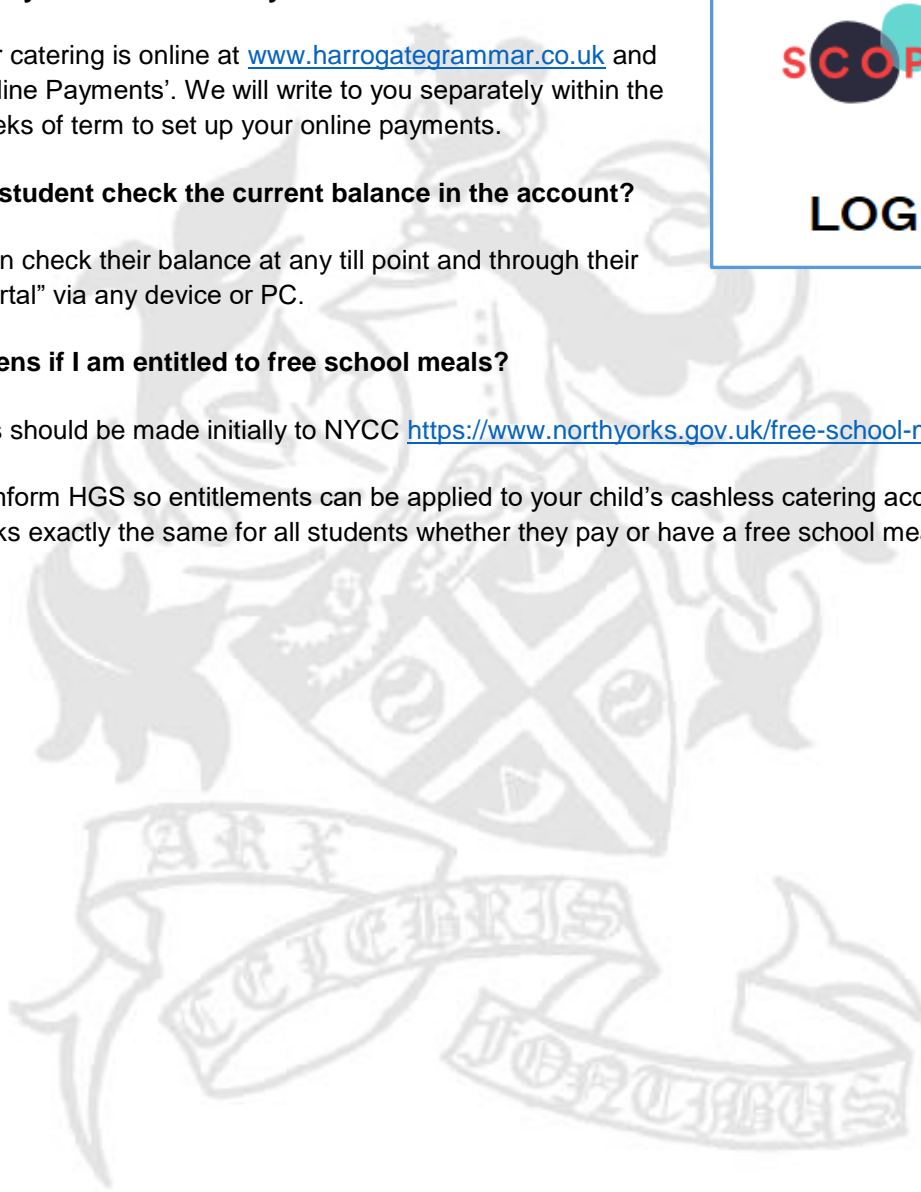 r catering is online at www.harrogategrammar.co.uk and
line Payments’. We will write to you separately within the
eks of term to set up your online payments.
student check the current balance in the account?
n check their balance at any till point and through their
rtal” via any device or PC.
ens if I am entitled to free school meals?
s should be made initially to NYCC https://www.northyorks.gov.uk/free-school-
nform HGS so entitlements can be applied to your child’s cashless catering acc
ks exactly the same for all students whether they pay or have a free school mea
SCOP
LOG
ARX
CELEBRIS
FONTIBUS